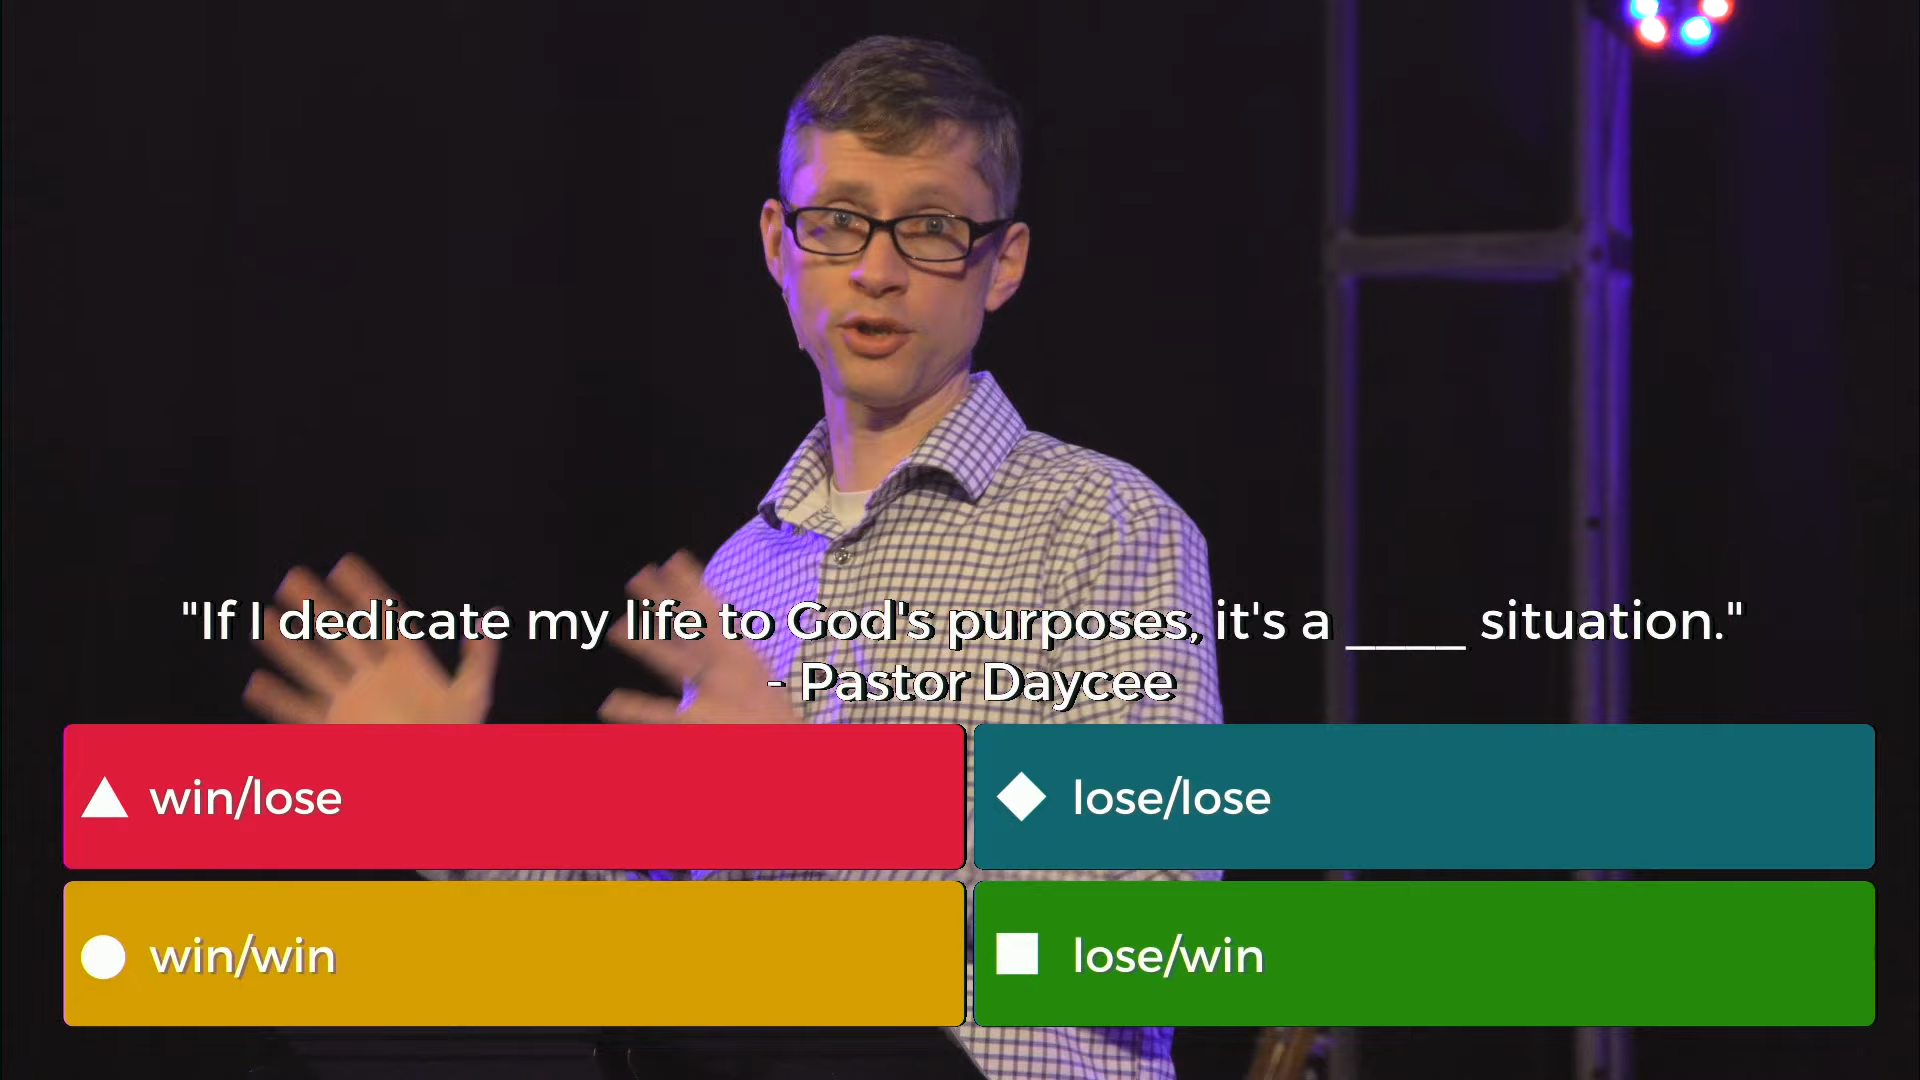 "If I dedicate my life to God's purposes, it's a ____ situation."
- Pastor Daycee
win/lose
lose/lose
win/win
lose/win